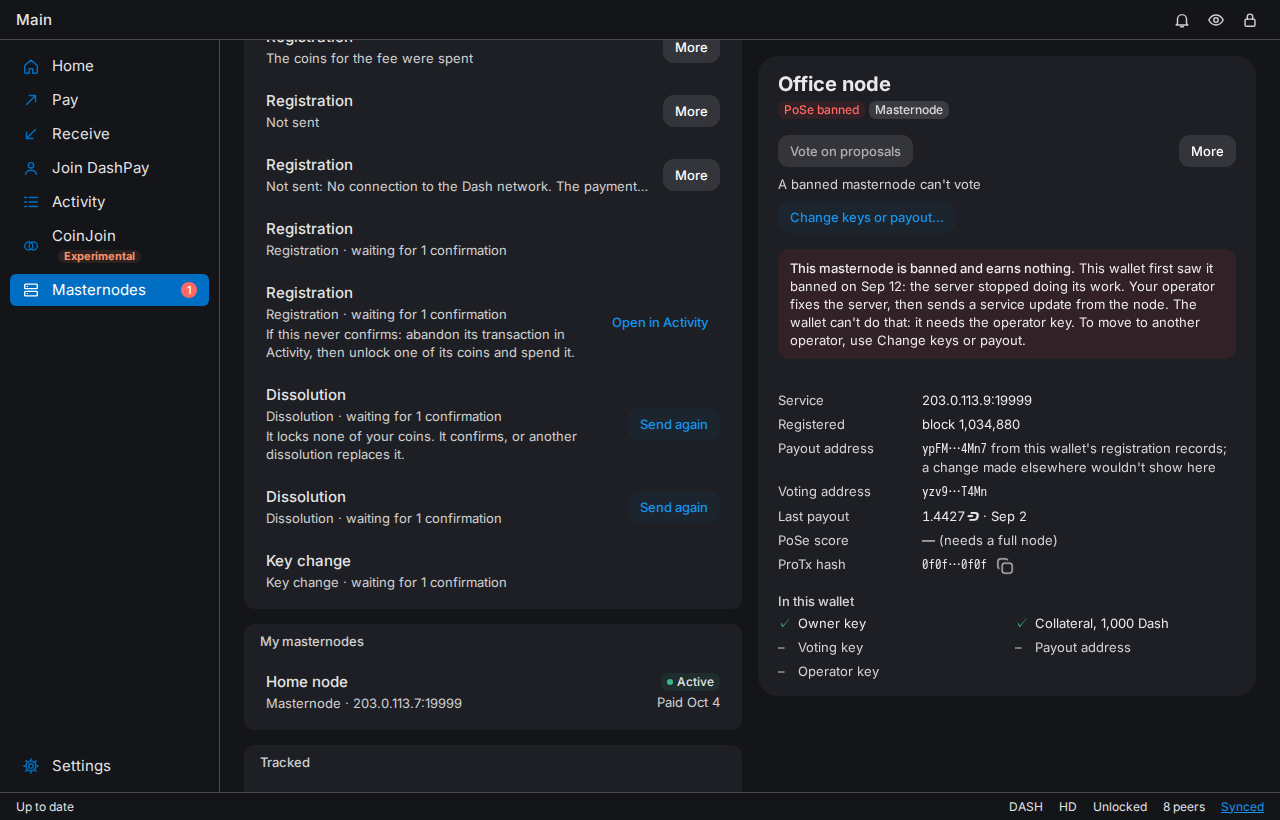 Main
Home
Pay
Receive
Join DashPay
Activity
CoinJoin
Experimental
Masternodes
1
Settings
Registration
The coins for the fee were spent
More
Registration
Not sent
More
Registration
Not sent: No connection to the Dash network. The payment…
More
Registration
Registration · waiting for 1 confirmation
Registration
Registration · waiting for 1 confirmation
If this never confirms: abandon its transaction in
Activity, then unlock one of its coins and spend it.
Open in Activity
Dissolution
Dissolution · waiting for 1 confirmation
It locks none of your coins. It confirms, or another
dissolution replaces it.
Send again
Dissolution
Dissolution · waiting for 1 confirmation
Send again
Key change
Key change · waiting for 1 confirmation
My masternodes
Home node
Masternode · 203.0.113.7:19999
Active
Paid Oct 4
Tracked
Office node
PoSe banned
Masternode
Vote on proposals
More
A banned masternode can't vote
Change keys or payout…
This masternode is banned and earns nothing. This wallet first saw it
banned on Sep 12: the server stopped doing its work. Your operator
fixes the server, then sends a service update from the node. The
wallet can't do that: it needs the operator key. To move to another
operator, use Change keys or payout.
Service 203.0.113.9:19999
Registered block 1,034,880
Payout address ypFM…4Mn7 from this wallet's registration records;
a change made elsewhere wouldn't show here
Voting address yzv9…T4Mn
Last payout 1.4427 · Sep 2
PoSe score — (needs a full node)
ProTx hash 0f0f…0f0f
In this wallet
✓ Owner key
✓ Collateral, 1,000 Dash
– Voting key
– Payout address
– Operator key
Up to date
DASH
HD
Unlocked
8 peers
Synced